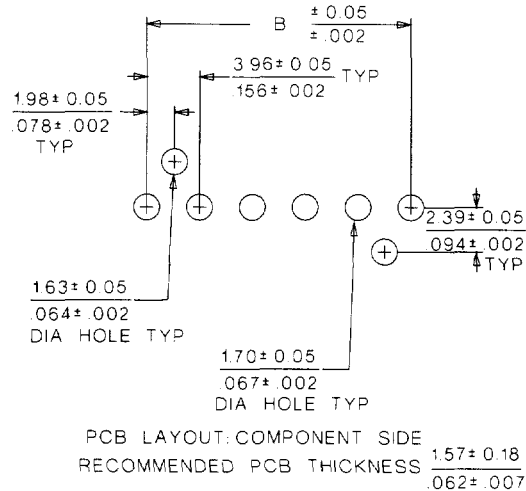 B ± 0.05
± .002
3.96 ± 0.05 TYP
.156 ± .002
1.98 ± 0.05
.078 ± .002
TYP
2.39 ± 0.05
.094 ± .002
TYP
1.63 ± 0.05
.064 ± .002
DIA HOLE TYP
1.70 ± 0.05
.067 ± .002
DIA HOLE TYP
PCB LAYOUT: COMPONENT SIDE
RECOMMENDED PCB THICKNESS 1.57 ± 0.18
.062 ± .007